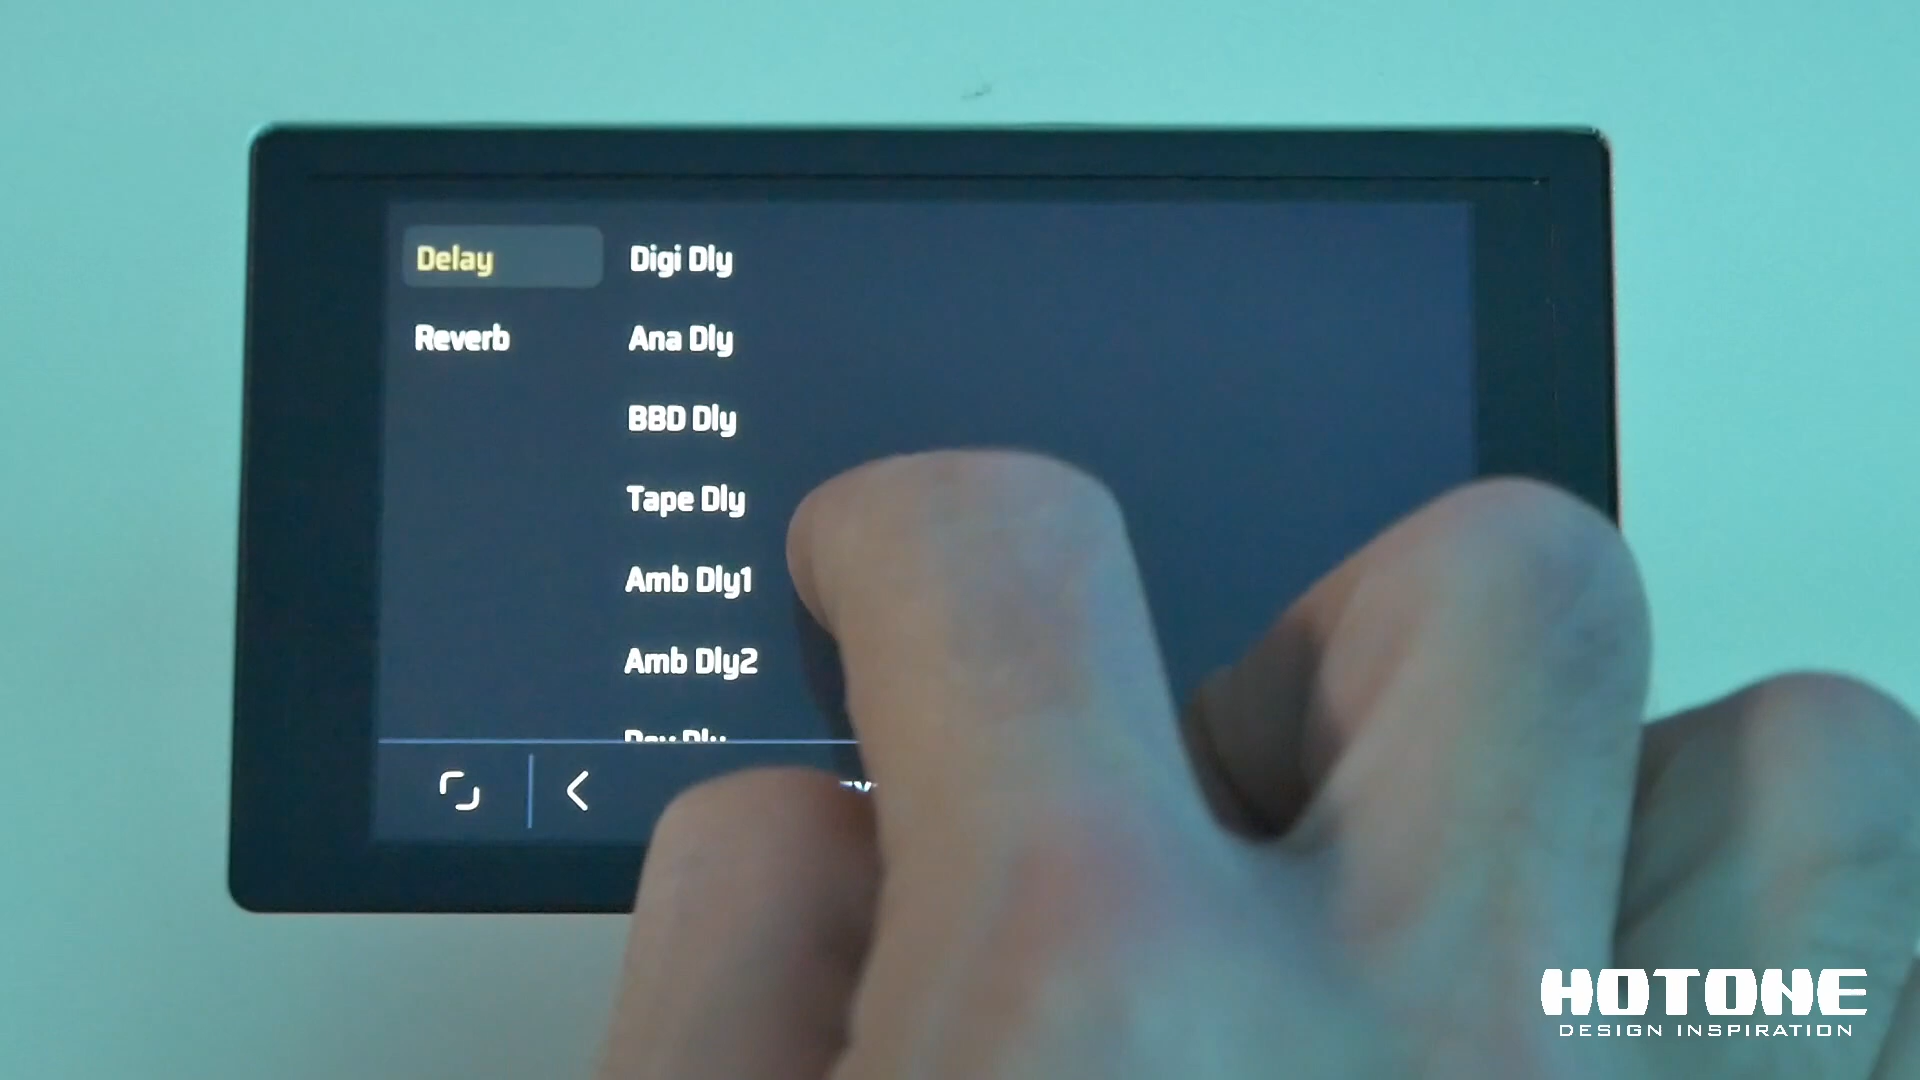 Delay
Reverb
Digi Dly
Ana Dly
BBD Dly
Tape Dly
Amb Dly1
Amb Dly2
HOTONE
DESIGN INSPIRATION